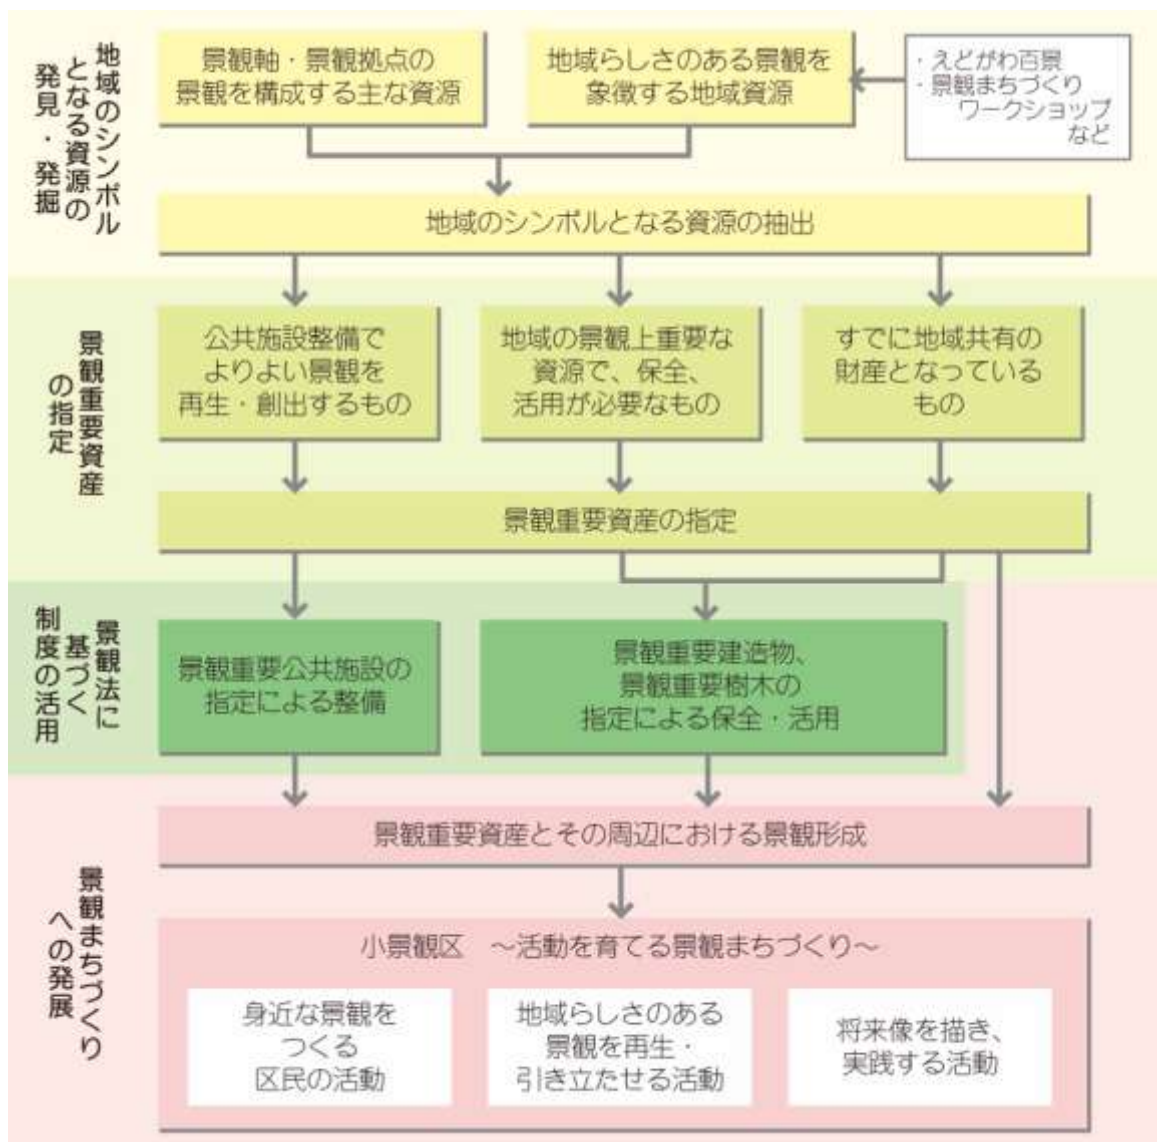 地域のシンボル
となる資源の
発見・発掘
景観軸・景観拠点の
景観を構成する主な資源
地域らしさのある景観を
象徴する地域資源
・えどがわ百景
・景観まちづくり
ワークショップ
など
地域のシンボルとなる資源の抽出
景観重要資産
の指定
公共施設整備で
よりよい景観を
再生・創出するもの
地域の景観上重要な
資源で、保全、
活用が必要なもの
すでに地域共有の
財産となっている
もの
景観重要資産の指定
景観法に
基づく
制度の活用
景観重要公共施設の
指定による整備
景観重要建造物、
景観重要樹木の
指定による保全・活用
景観まちづくり
への発展
景観重要資産とその周辺における景観形成
小景観区 〜活動を育てる景観まちづくり〜
身近な景観を
つくる
区民の活動
地域らしさのある
景観を再生・
引き立たせる活動
将来像を描き、
実践する活動